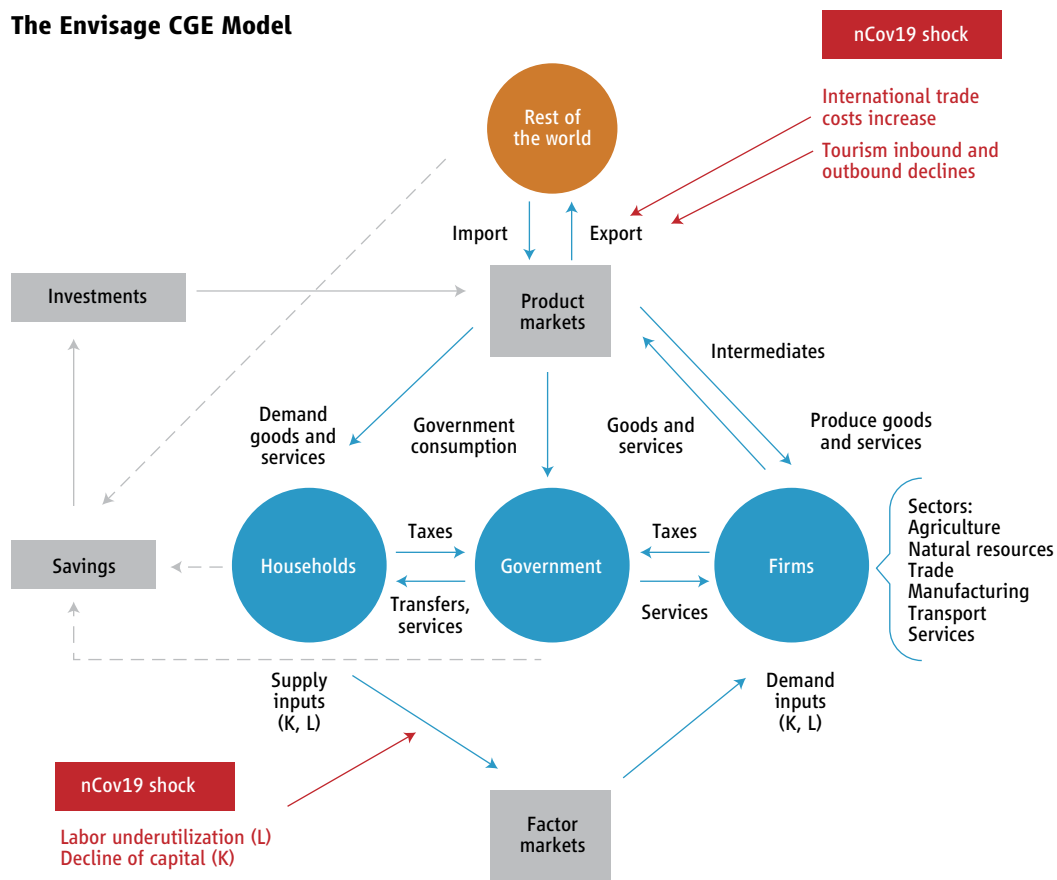 The Envisage CGE Model
nCov19 shock
International trade
costs increase
Tourism inbound and
outbound declines
Rest of
the world
Import
Export
Investments
Product
markets
Intermediates
Demand
goods and
services
Government
consumption
Goods and
services
Produce goods
and services
Savings
Households
Taxes
Transfers,
services
Government
Taxes
Services
Firms
Sectors:
Agriculture
Natural resources
Trade
Manufacturing
Transport
Services
Supply
inputs
(K, L)
Demand
inputs
(K, L)
nCov19 shock
Labor underutilization (L)
Decline of capital (K)
Factor
markets